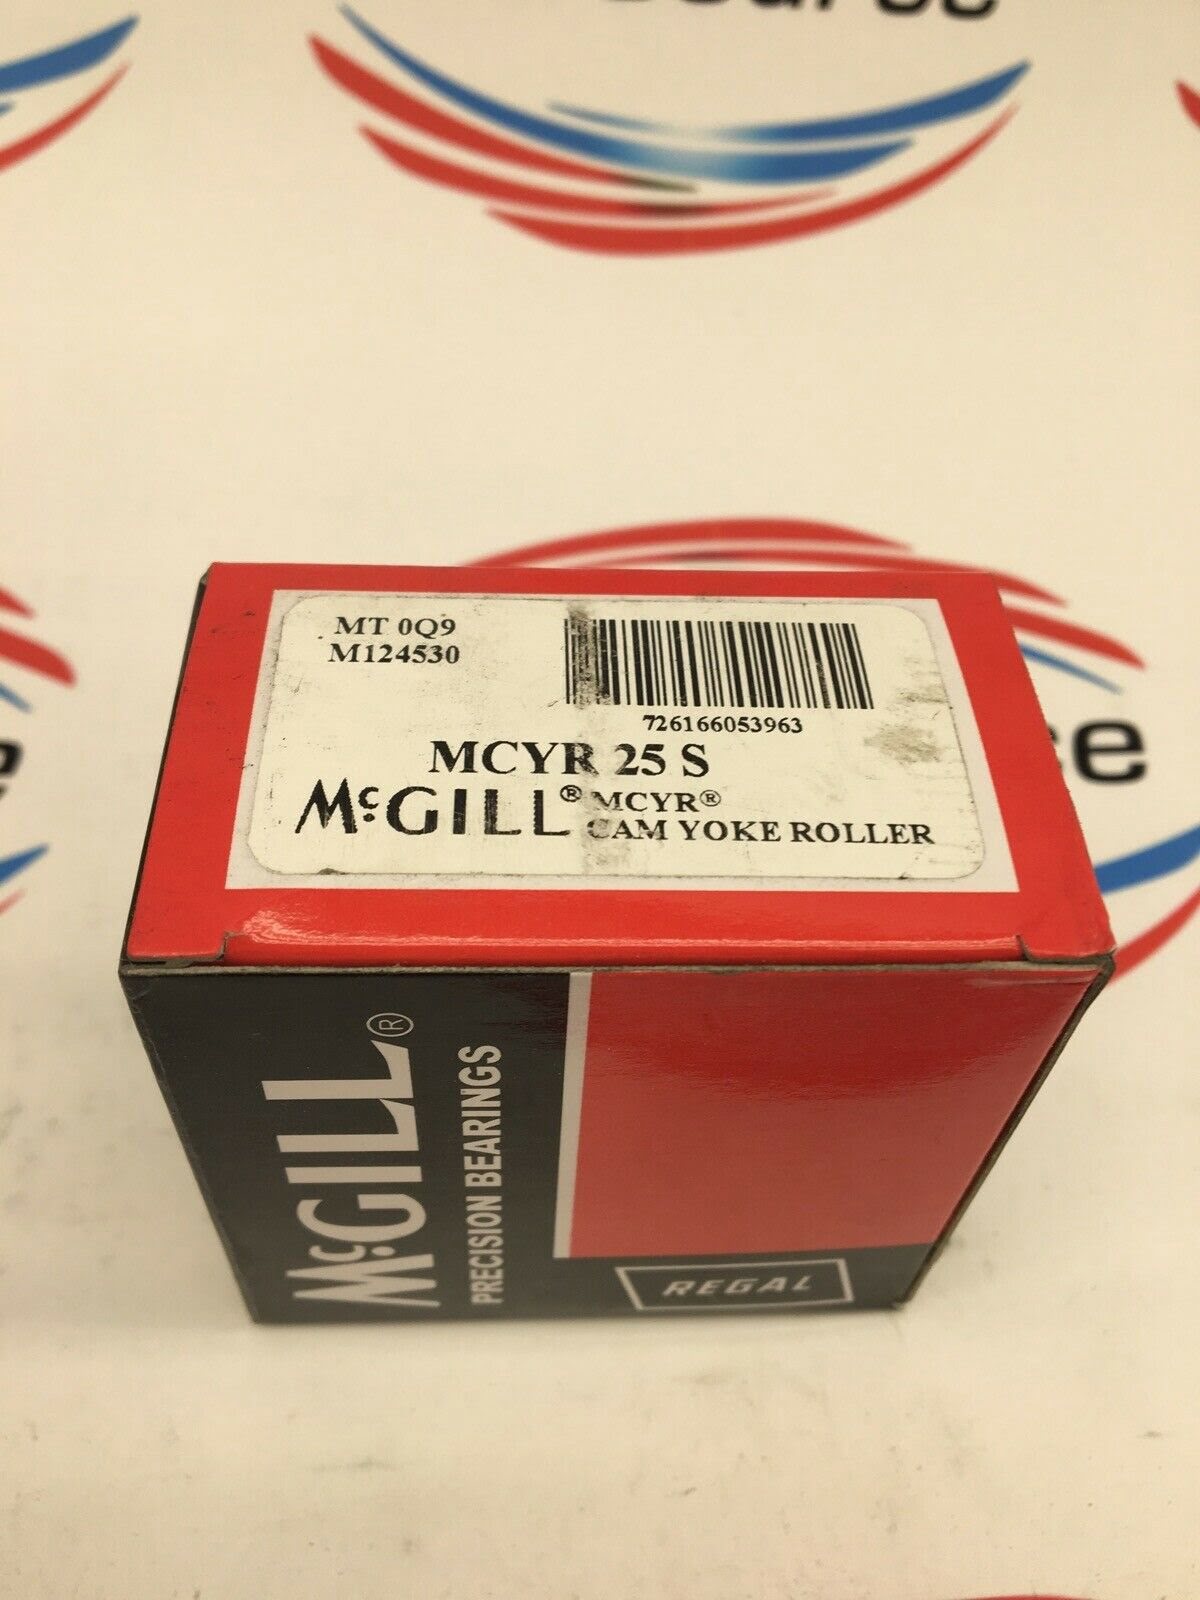 MT 0Q9
M124530
726166053963
MCYR 25 S
McGILL® MCYR®
CAM YOKE ROLLER
McGILL®
PRECISION BEARINGS
REGAL